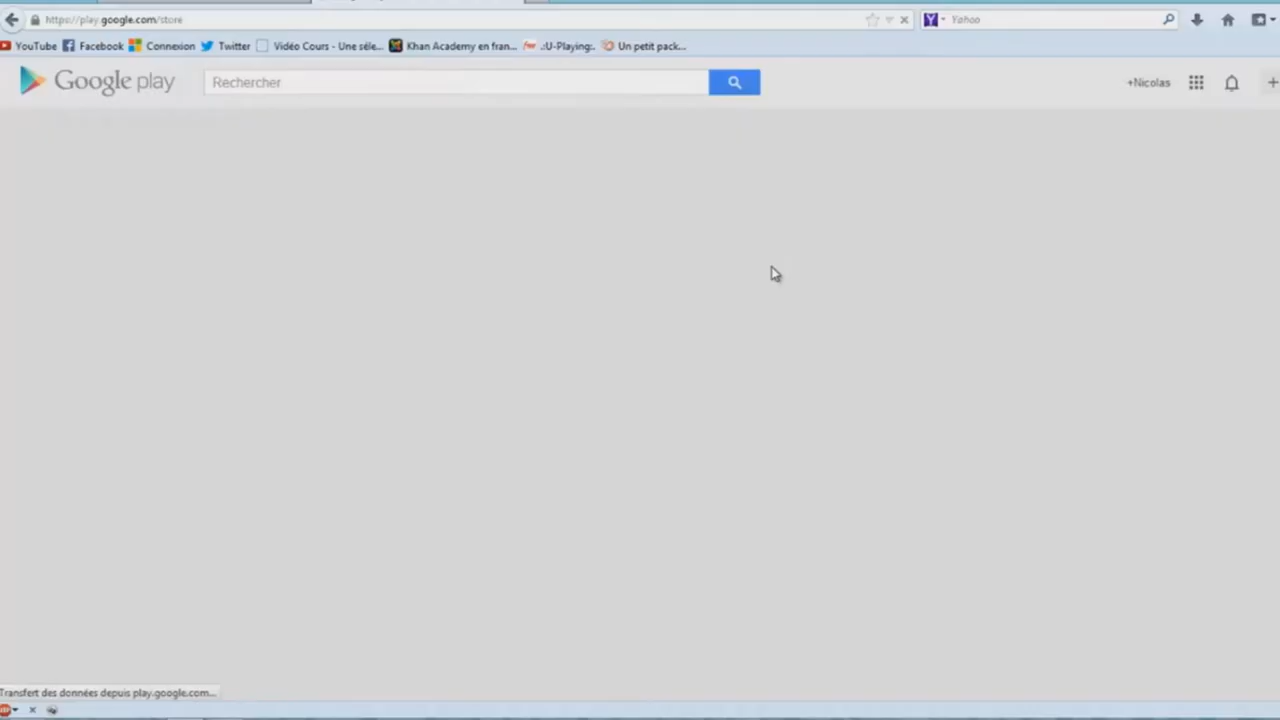 https://play.google.com/store
Yahoo
YouTube Facebook Connexion Twitter Vidéo Cours - Une séle... Khan Academy en fran... .:U-Playing:. Un petit pack...
Google play Rechercher +Nicolas
Transfert des données depuis play.google.com...